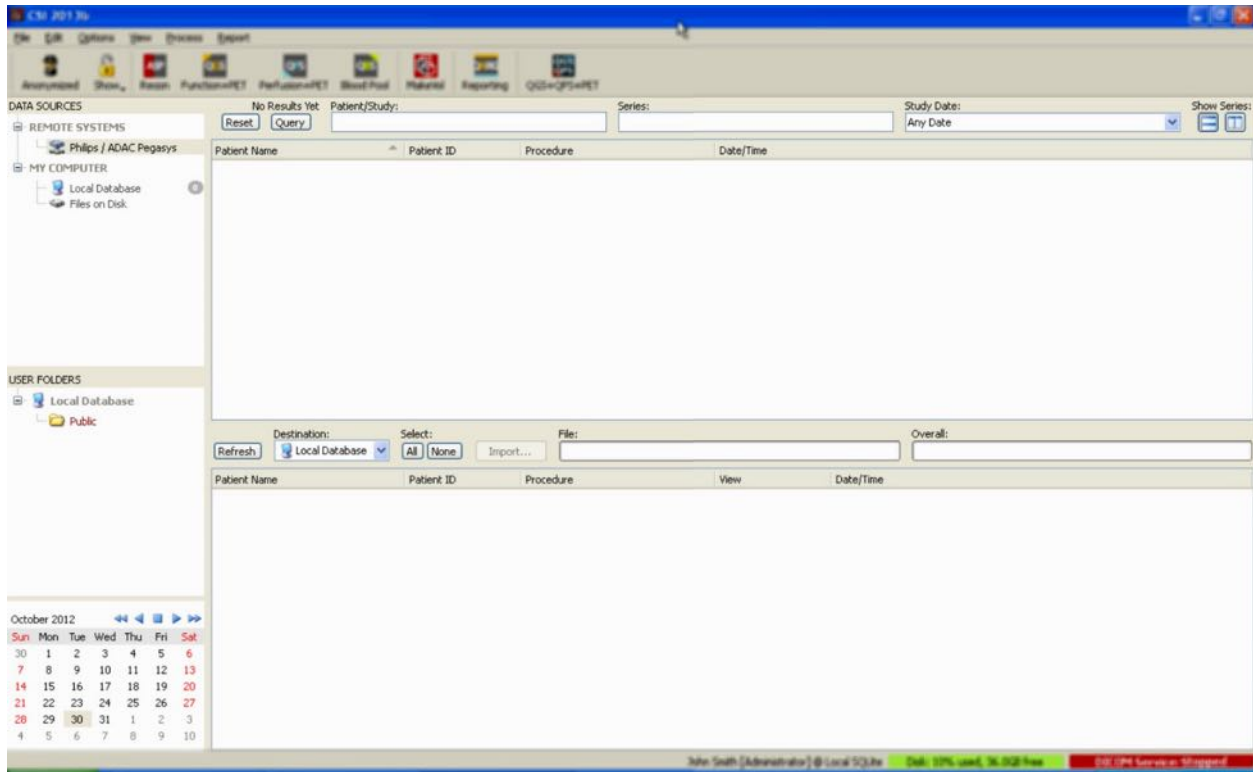 CSI 2013b
File Edit Options View Process Report
Anonymized Show... Function+PET Perfusion+PET Blood Pool Reporting QGS+QPS+PET
DATA SOURCES
REMOTE SYSTEMS
Philips / ADAC Pegasys
MY COMPUTER
Local Database
Files on Disk
No Results Yet Patient/Study: Series: Study Date: Show Series:
Reset Query Any Date
Patient Name Patient ID Procedure Date/Time
USER FOLDERS
Local Database
Public
Destination: Select: File: Overall:
Refresh Local Database All None Import...
Patient Name Patient ID Procedure View Date/Time
October 2012
Sun Mon Tue Wed Thu Fri Sat
30 1 2 3 4 5 6
7 8 9 10 11 12 13
14 15 16 17 18 19 20
21 22 23 24 25 26 27
28 29 30 31 1 2 3
4 5 6 7 8 9 10
John Smith [Administrator] @ Local SQLite Disk: 10% used, 36.0GB free DICOM Service: Stopped